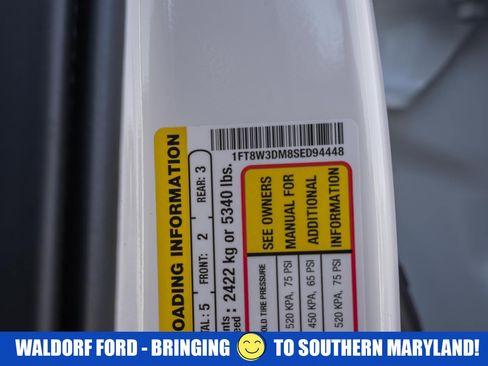 1FT8W3DM8SED94448
OADING INFORMATION
TAL: 5 FRONT: 2 REAR: 3
nts
eed : 2422 kg or 5340 lbs.
OLD TIRE PRESSURE
520 KPA, 75 PSI
450 KPA, 65 PSI
520 KPA, 75 PSI
SEE OWNERS
MANUAL FOR
ADDITIONAL
INFORMATION
WALDORF FORD - BRINGING 🙂 TO SOUTHERN MARYLAND!